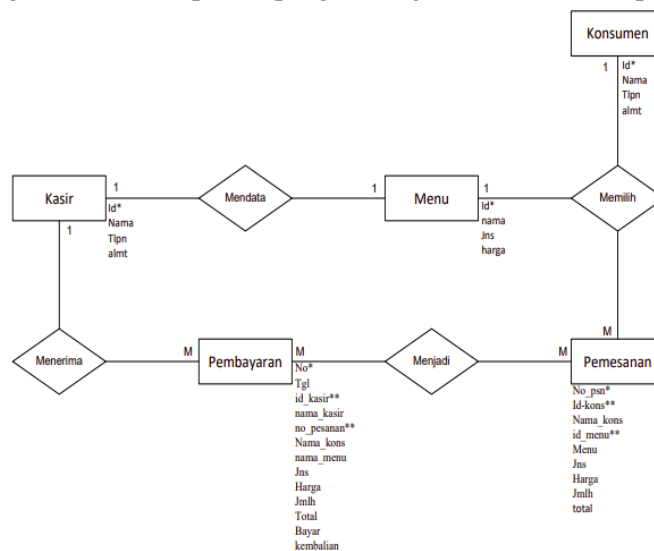 Konsumen
1
Id*
Nama
Tlpn
almt
Kasir
1
Mendata
1
Menu
1
Memilih
Id*
Nama
Tlpn
almt
1
Id*
nama
Jns
harga
Menerima
M
Pembayaran
M
Menjadi
M
M
Pemesanan
No*
Tgl
id_kasir**
nama_kasir
no_pesanan**
Nama_kons
nama_menu
Jns
Harga
Jmlh
Total
Bayar
kembalian
No_psn*
Id-kons**
Nama_kons
id_menu**
Menu
Jns
Harga
Jmlh
total